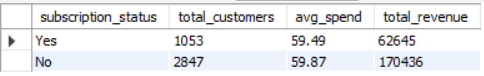 subscription_status total_customers avg_spend total_revenue
Yes 1053 59.49 62645
No 2847 59.87 170436